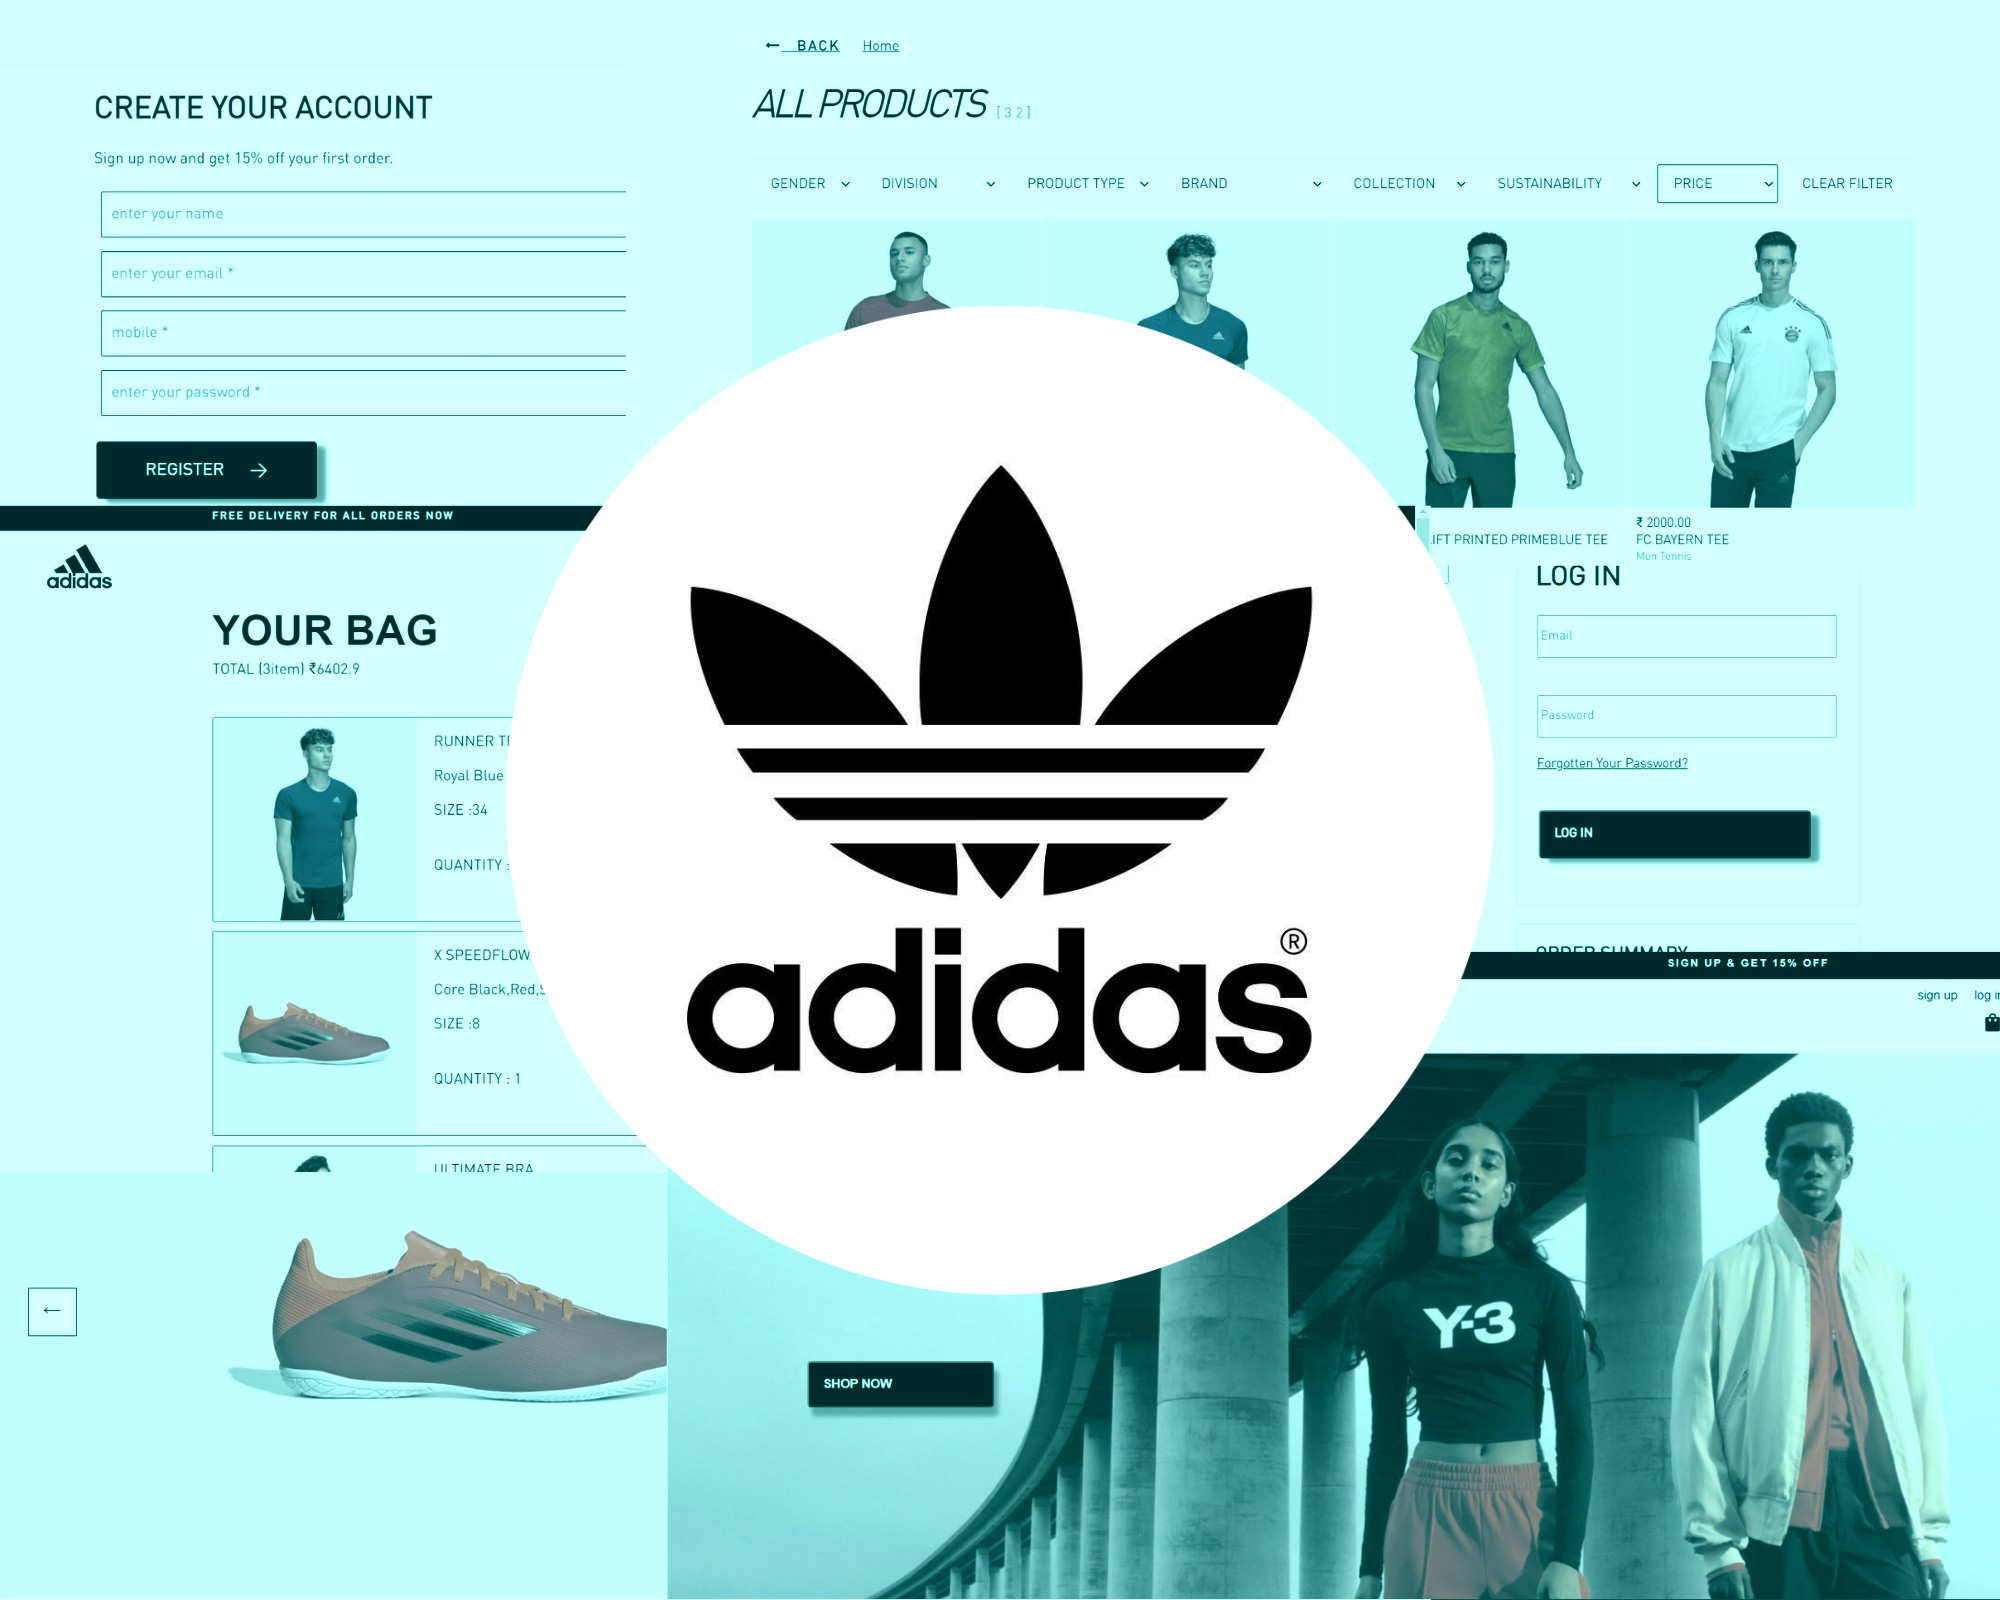 CREATE YOUR ACCOUNT
Sign up now and get 15% off your first order.
enter your name
enter your email *
mobile *
enter your password *
REGISTER →
← BACK Home
ALL PRODUCTS [32]
GENDER DIVISION PRODUCT TYPE BRAND COLLECTION SUSTAINABILITY PRICE CLEAR FILTER
PRINTED PRIMEBLUE TEE
₹ 2000.00
FC BAYERN TEE
Men Tennis
FREE DELIVERY FOR ALL ORDERS NOW
adidas
YOUR BAG
TOTAL (3item) ₹6402.9
RUNNER
Royal Blue
SIZE :34
QUANTITY :
X SPEEDFLOW
Core Black,Red,
SIZE :8
QUANTITY : 1
ULTIMATE BRA
adidas®
LOG IN
Email
Password
Forgotten Your Password?
LOG IN
ORDER SUMMARY
SIGN UP & GET 15% OFF
sign up log in
←
SHOP NOW
Y-3